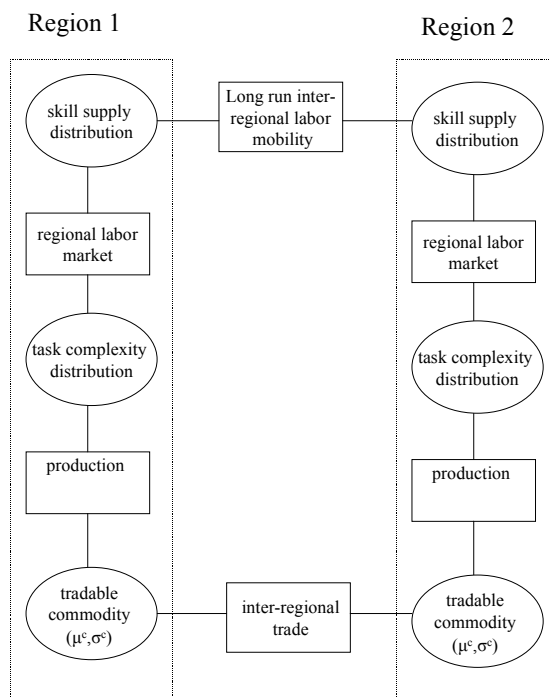 Region 1
Region 2
skill supply
distribution
Long run inter-
regional labor
mobility
skill supply
distribution
regional labor
market
regional labor
market
task complexity
distribution
task complexity
distribution
production
production
tradable
commodity
(μᶜ,σᶜ)
inter-regional
trade
tradable
commodity
(μᶜ,σᶜ)